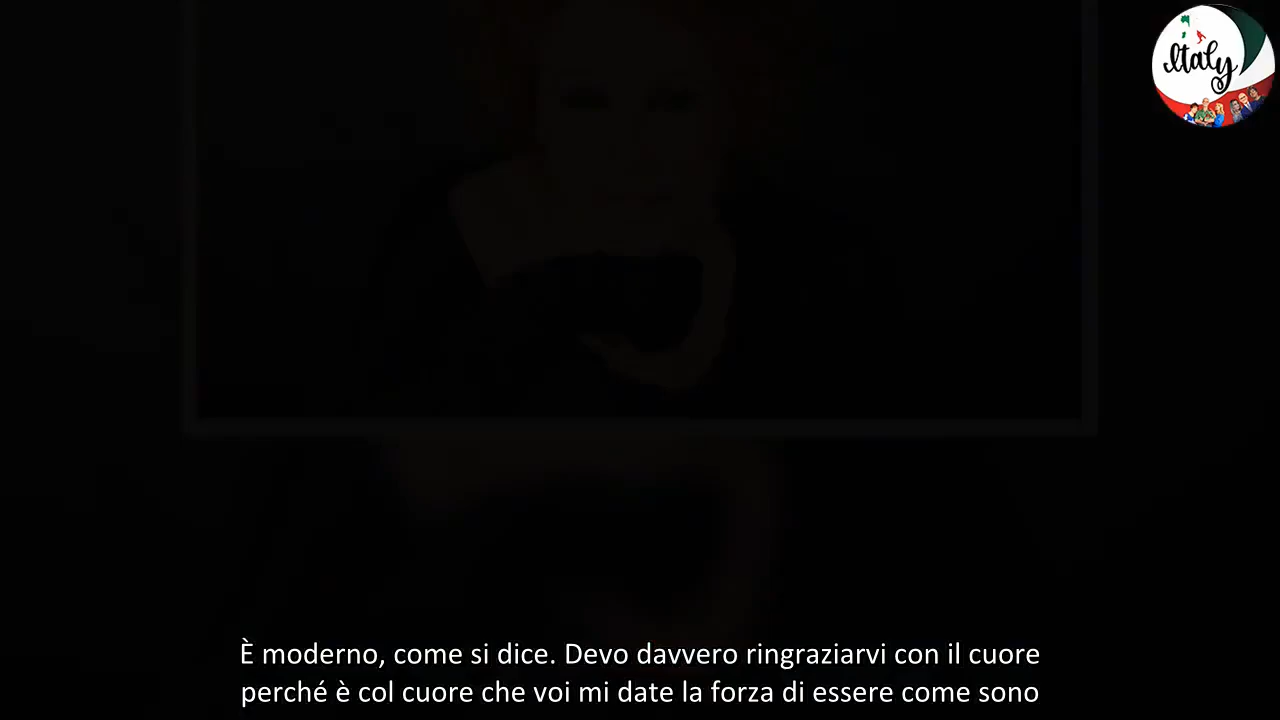 Italy
È moderno, come si dice. Devo davvero ringraziarvi con il cuore
perché è col cuore che voi mi date la forza di essere come sono